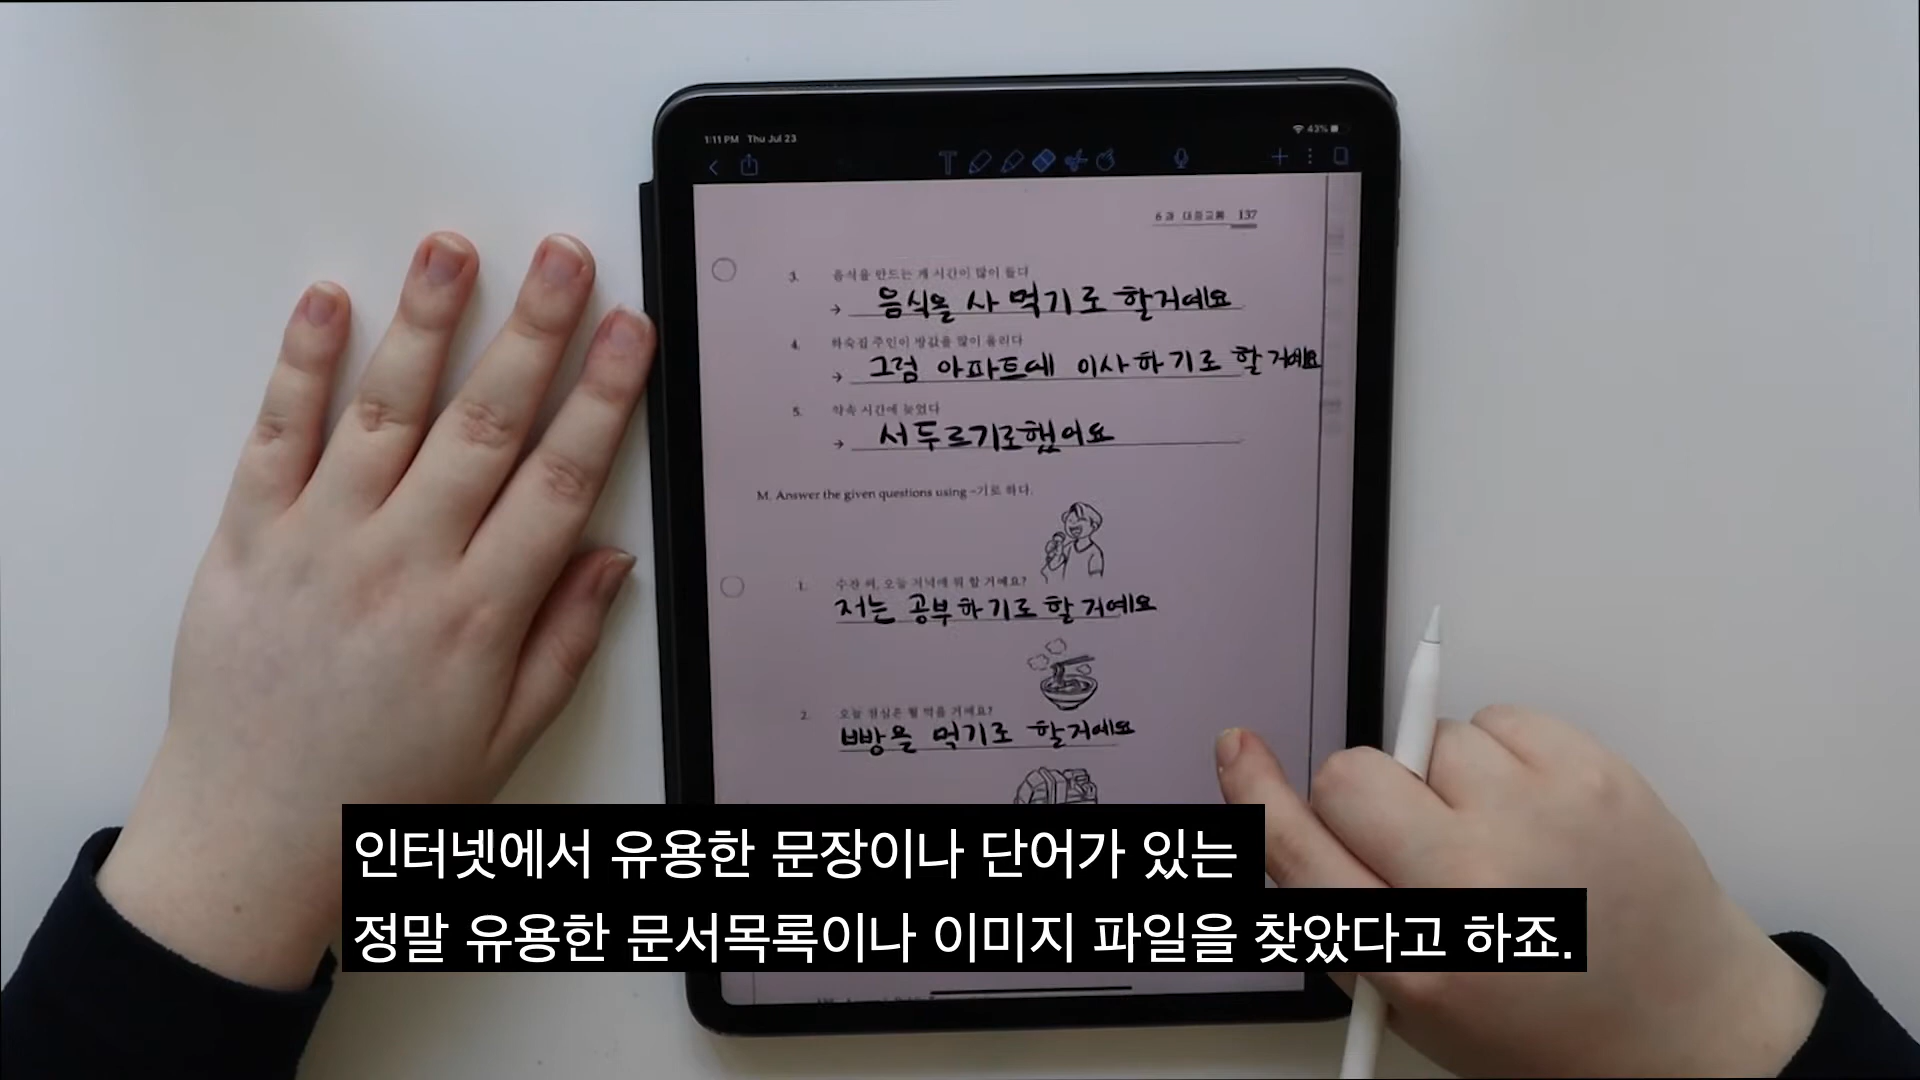 1:11 PM Thu Jul 23
43%
6과 대중교통 137
3. 음식을 만드는 게 시간이 많이 들다
→ 음식을 사 먹기로 할거예요
4. 하숙집 주인이 방값을 많이 올리다
→ 그럼 아파트에 이사하기로 할거예요
5. 약속 시간에 늦었다
→ 서두르기로했어요
M. Answer the given questions using -기로 하다.
1. 수잔 씨, 오늘 저녁에 뭐 할 거예요?
저는 공부하기로 할거예요
2. 오늘 점심은 뭘 먹을 거예요?
빵을 먹기로 할거예요
인터넷에서 유용한 문장이나 단어가 있는
정말 유용한 문서목록이나 이미지 파일을 찾았다고 하죠.